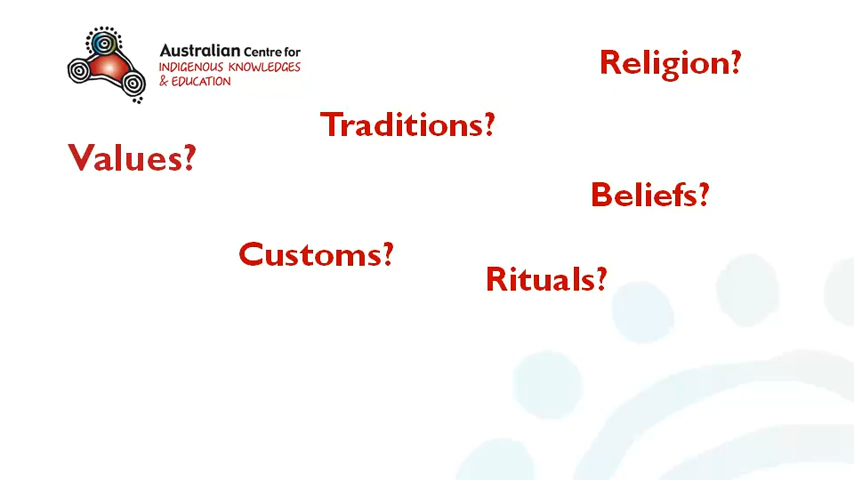 Australian Centre for
INDIGENOUS KNOWLEDGES
& EDUCATION
Religion?
Traditions?
Values?
Beliefs?
Customs?
Rituals?